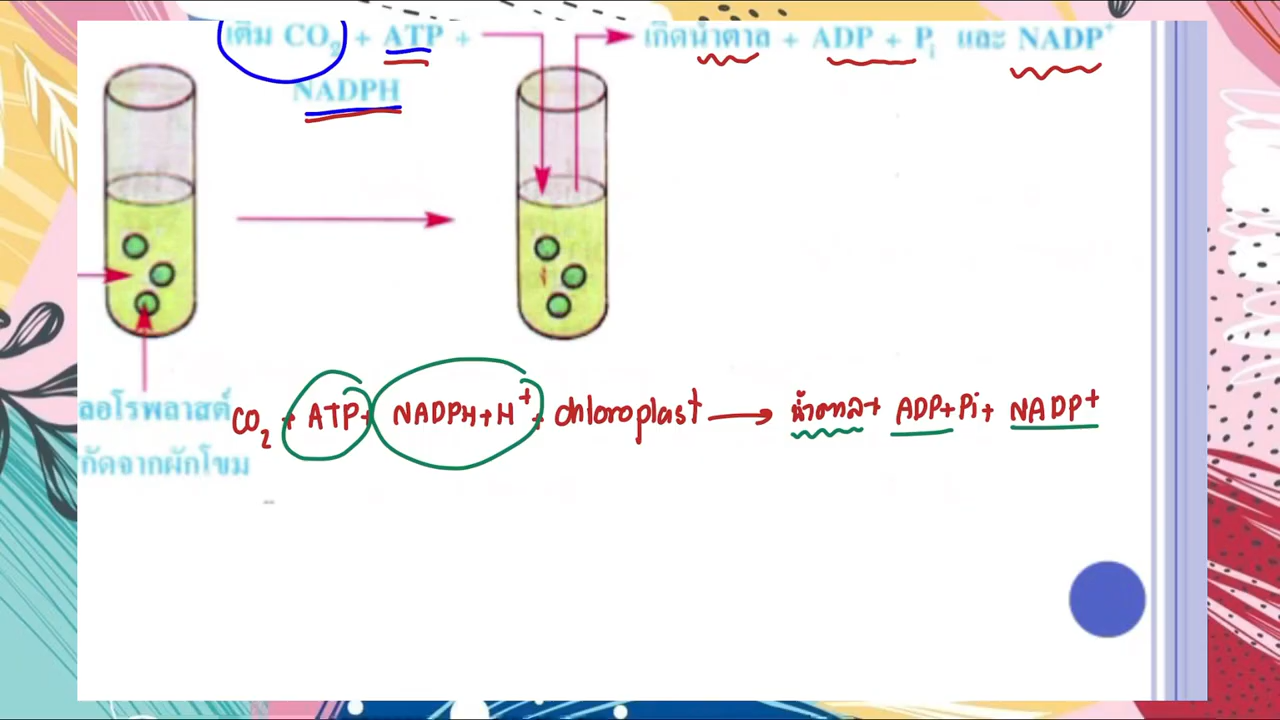 เติม CO₂ + ATP + เกิดน้ำตาล + ADP + Pᵢ และ NADP⁺
NADPH
ลอโรพลาสต์
กัดจากผักโขม
CO₂ + ATP + NADPH + H⁺ + chloroplast → น้ำตาล + ADP + Pi + NADP⁺